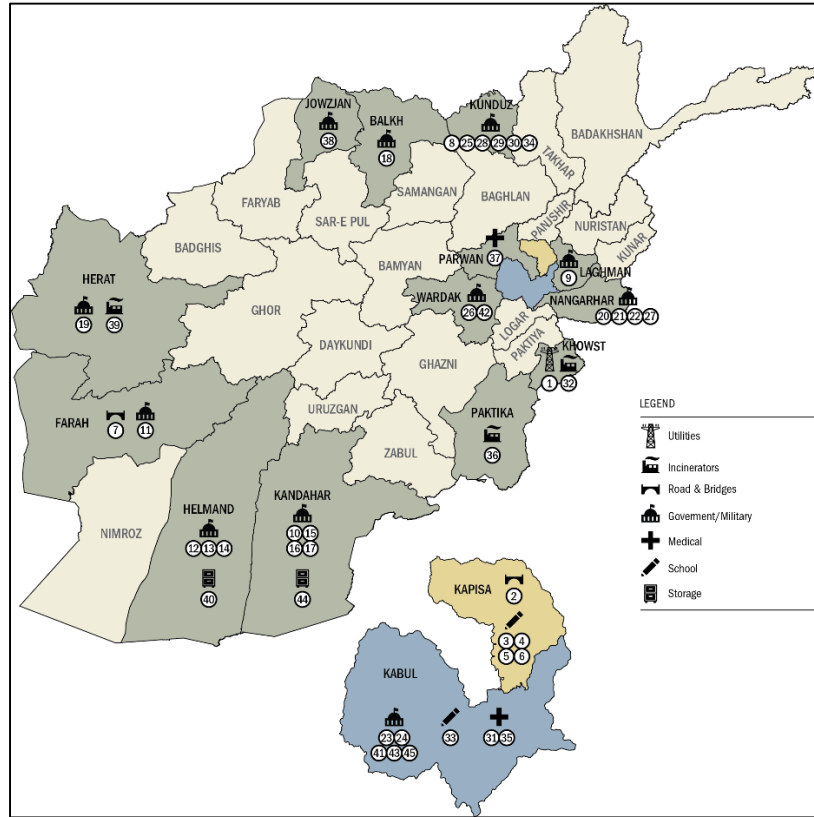 JOWZJAN
38
BALKH
18
KUNDUZ
8 25 28 29 30 34
TAKHAR
BADAKHSHAN
FARYAB
SAR-E PUL
SAMANGAN
BAGHLAN
PANJSHIR
NURISTAN
KUNAR
BADGHIS
BAMYAN
PARWAN
37
LAGHMAN
9
HERAT
19 39
GHOR
WARDAK
26 42
NANGARHAR
20 21 22 27
LOGAR
PAKTIYA
KHOWST
1 32
DAYKUNDI
GHAZNI
FARAH
7 11
URUZGAN
PAKTIKA
36
ZABUL
NIMROZ
HELMAND
12 13 14
40
KANDAHAR
10 15
16 17
44
LEGEND
Utilities
Incinerators
Road & Bridges
Goverment/Military
Medical
School
Storage
KAPISA
2
3 4
5 6
KABUL
23 24
41 43 45
33
31 35